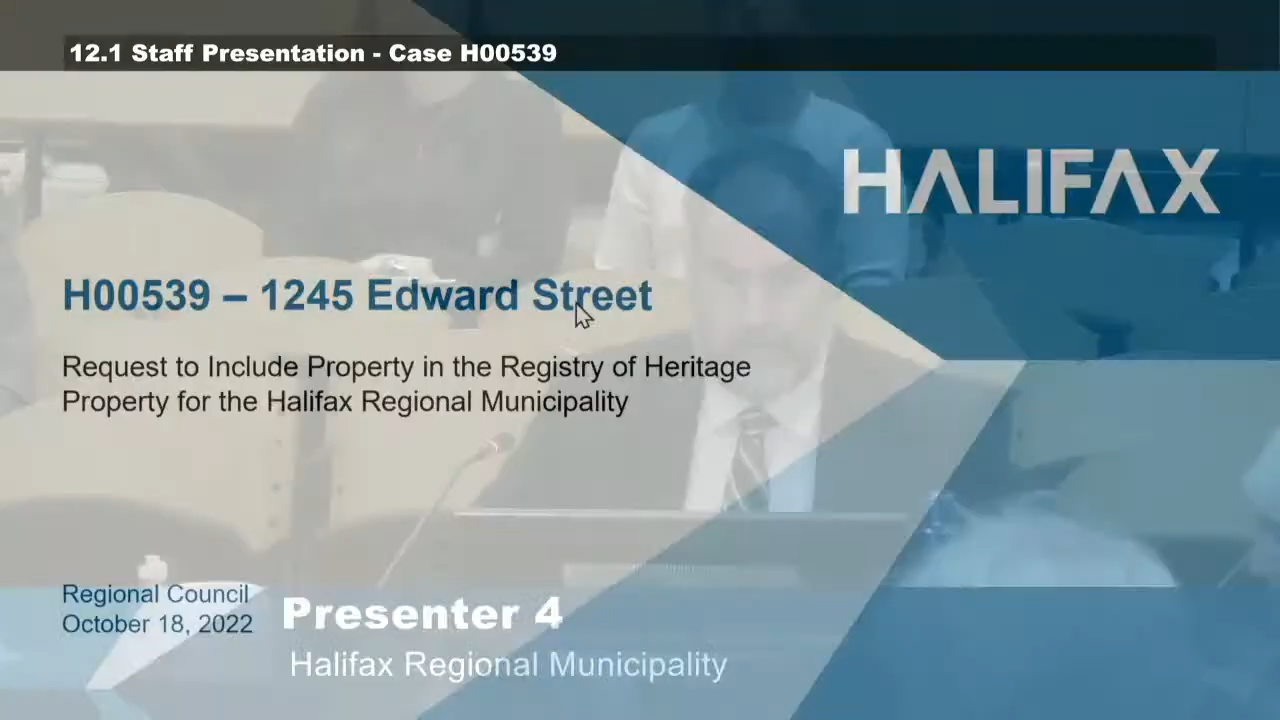 12.1 Staff Presentation - Case H00539
HALIFAX
H00539 – 1245 Edward Street
Request to Include Property in the Registry of Heritage
Property for the Halifax Regional Municipality
Regional Council
October 18, 2022
Presenter 4
Halifax Regional Municipality